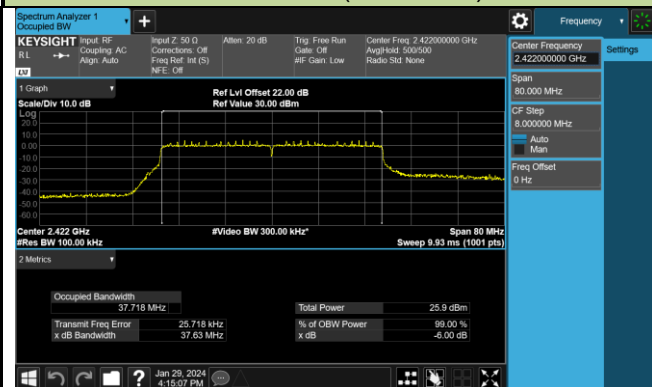 Spectrum Analyzer 1
Occupied BW
Frequency
KEYSIGHT
Input: RF
Coupling: AC
Align: Auto
Input Z: 50 Ω
Corrections: Off
Freq Ref: Int (S)
NFE: Off
Atten: 20 dB
Trig: Free Run
Gate: Off
#IF Gain: Low
Center Freq: 2.422000000 GHz
Avg|Hold: 500/500
Radio Std: None
RL
LXI
Center Frequency
2.422000000 GHz
Settings
Span
80.000 MHz
CF Step
8.000000 MHz
Auto
Man
Freq Offset
0 Hz
1 Graph
Scale/Div 10.0 dB
Ref Lvl Offset 22.00 dB
Ref Value 30.00 dBm
Log
20.0
10.0
0.00
-10.0
-20.0
-30.0
-40.0
-50.0
-60.0
Center 2.422 GHz
#Video BW 300.00 kHz*
Span 80 MHz
#Res BW 100.00 kHz
Sweep 9.93 ms (1001 pts)
2 Metrics
Occupied Bandwidth
37.718 MHz
Total Power 25.9 dBm
Transmit Freq Error 25.718 kHz
% of OBW Power 99.00 %
x dB Bandwidth 37.63 MHz
x dB -6.00 dB
?
Jan 29, 2024
4:15:07 PM